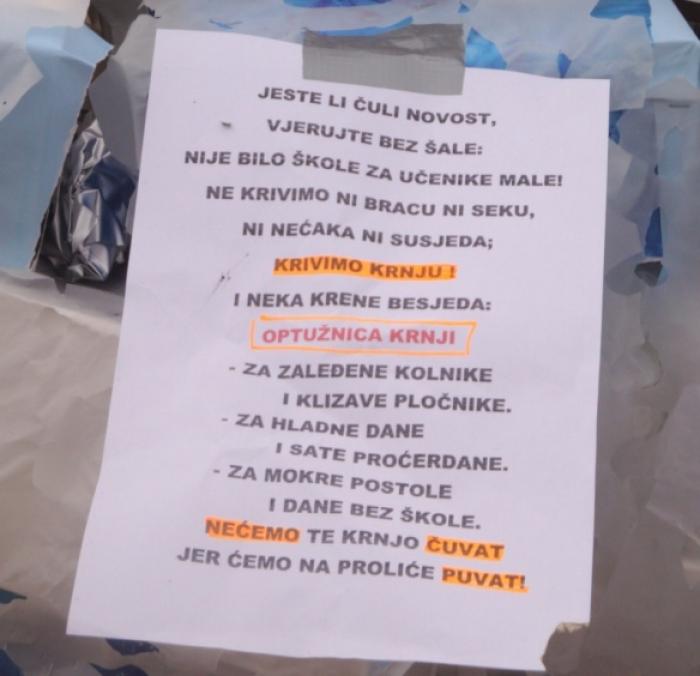 JESTE LI ČULI NOVOST,
VJERUJTE BEZ ŠALE:
NIJE BILO ŠKOLE ZA UČENIKE MALE!
NE KRIVIMO NI BRACU NI SEKU,
NI NEĆAKA NI SUSJEDA;
KRIVIMO KRNJU !
I NEKA KRENE BESJEDA:
OPTUŽNICA KRNJI
- ZA ZALEĐENE KOLNIKE
I KLIZAVE PLOČNIKE.
- ZA HLADNE DANE
I SATE PROĆERDANE.
- ZA MOKRE POSTOLE
I DANE BEZ ŠKOLE.
NEĆEMO TE KRNJO ČUVAT
JER ĆEMO NA PROLIĆE PUVAT!